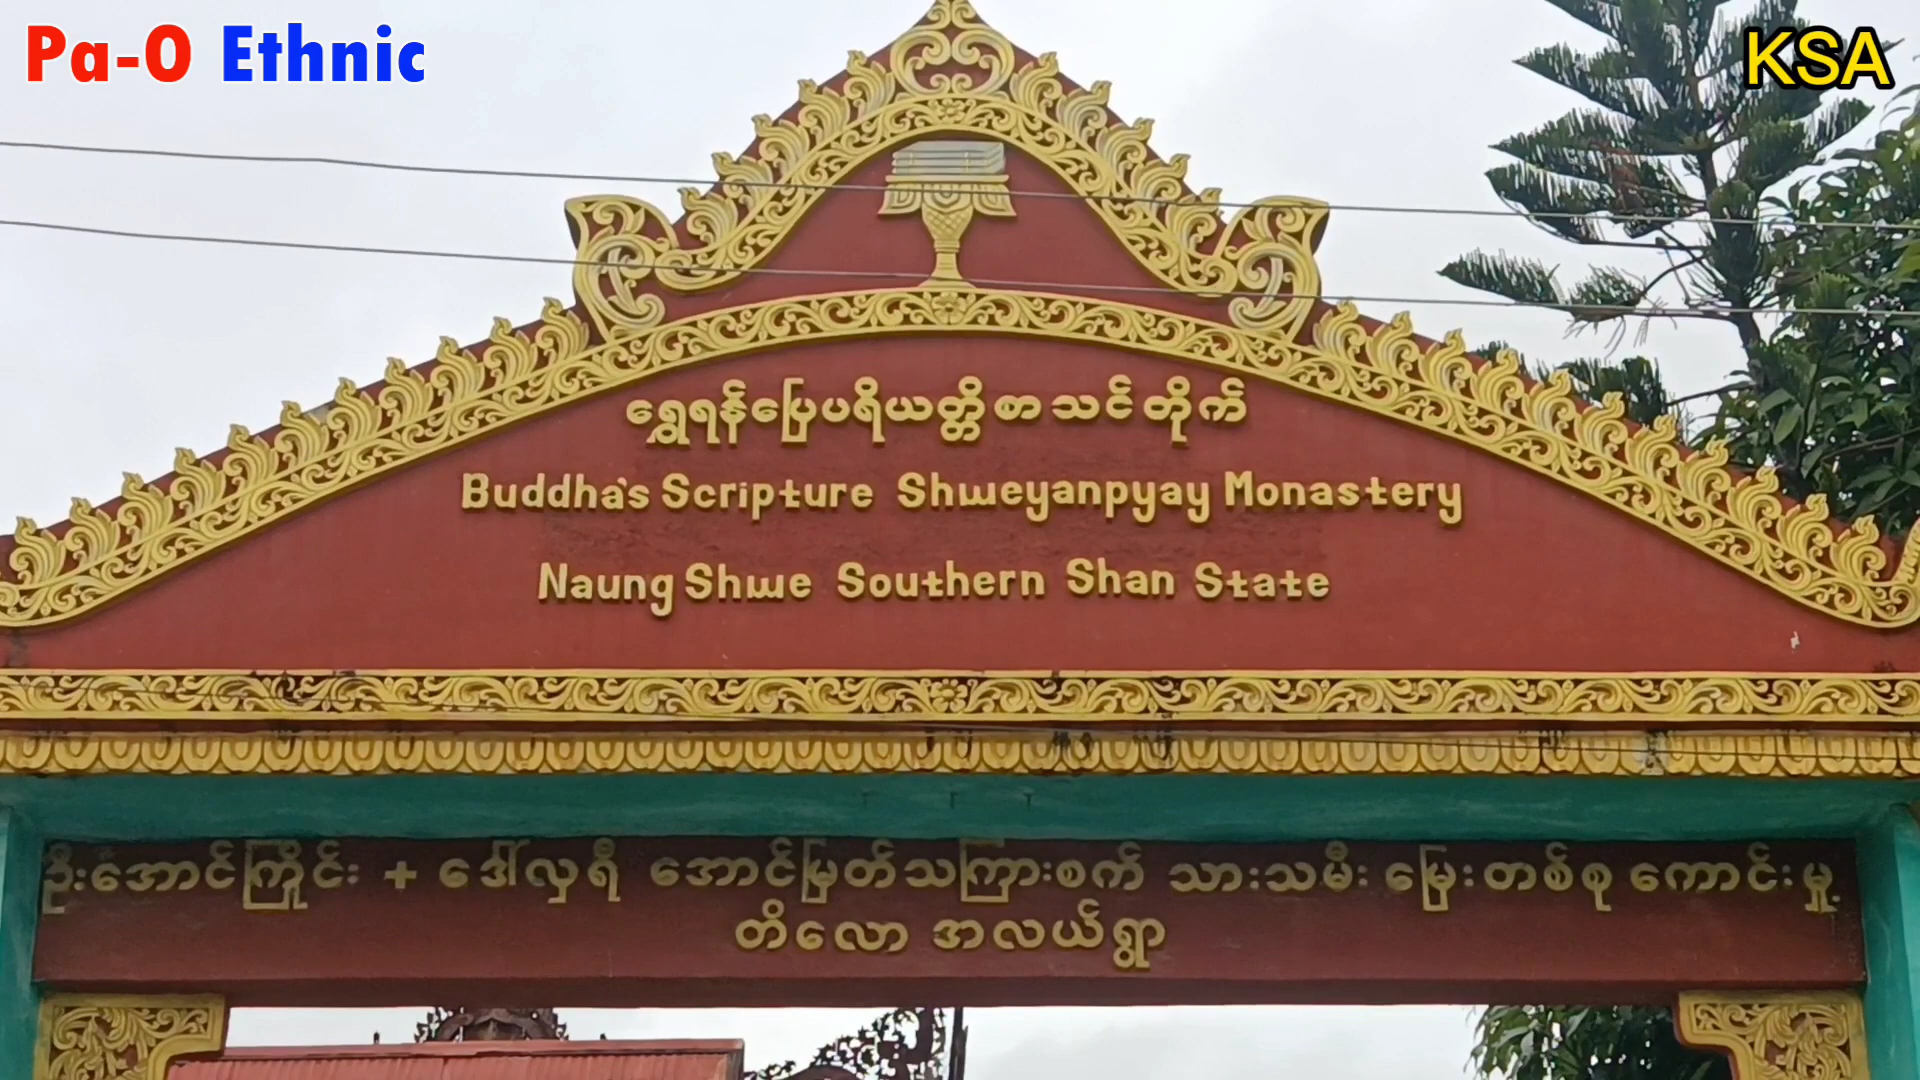 Pa-O Ethnic
KSA
ရွှေရန်ပြေပရိယတ္တိစာသင်တိုက်
Buddha's Scripture Shweyanpyay Monastery
Naung Shwe Southern Shan State
ဦးအောင်ကြိုင်း + ဒေါ်လှရီ အောင်မြတ်သကြားစက် သားသမီး မြေးတစ်စု ကောင်းမှု့
တိလော အလယ်ရွာ